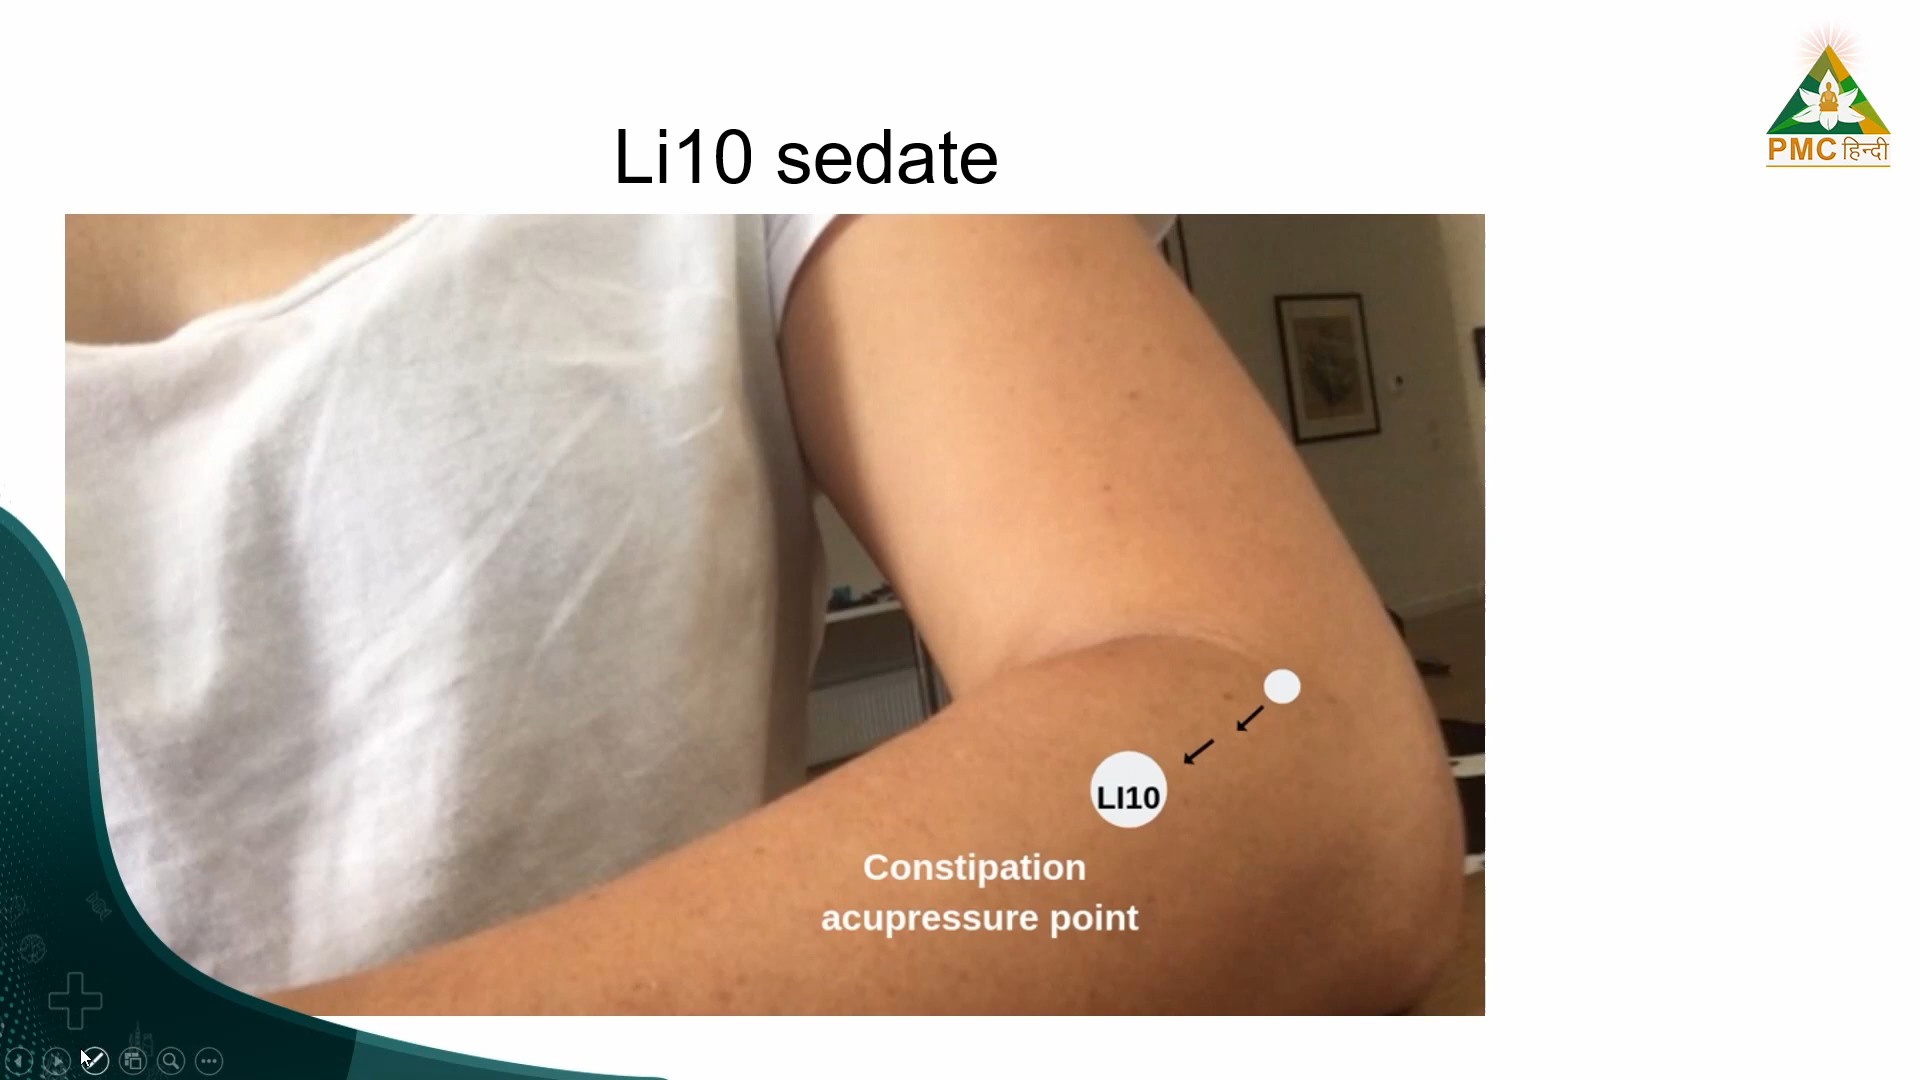 Li10 sedate
PMC हिन्दी
LI10
Constipation
acupressure point